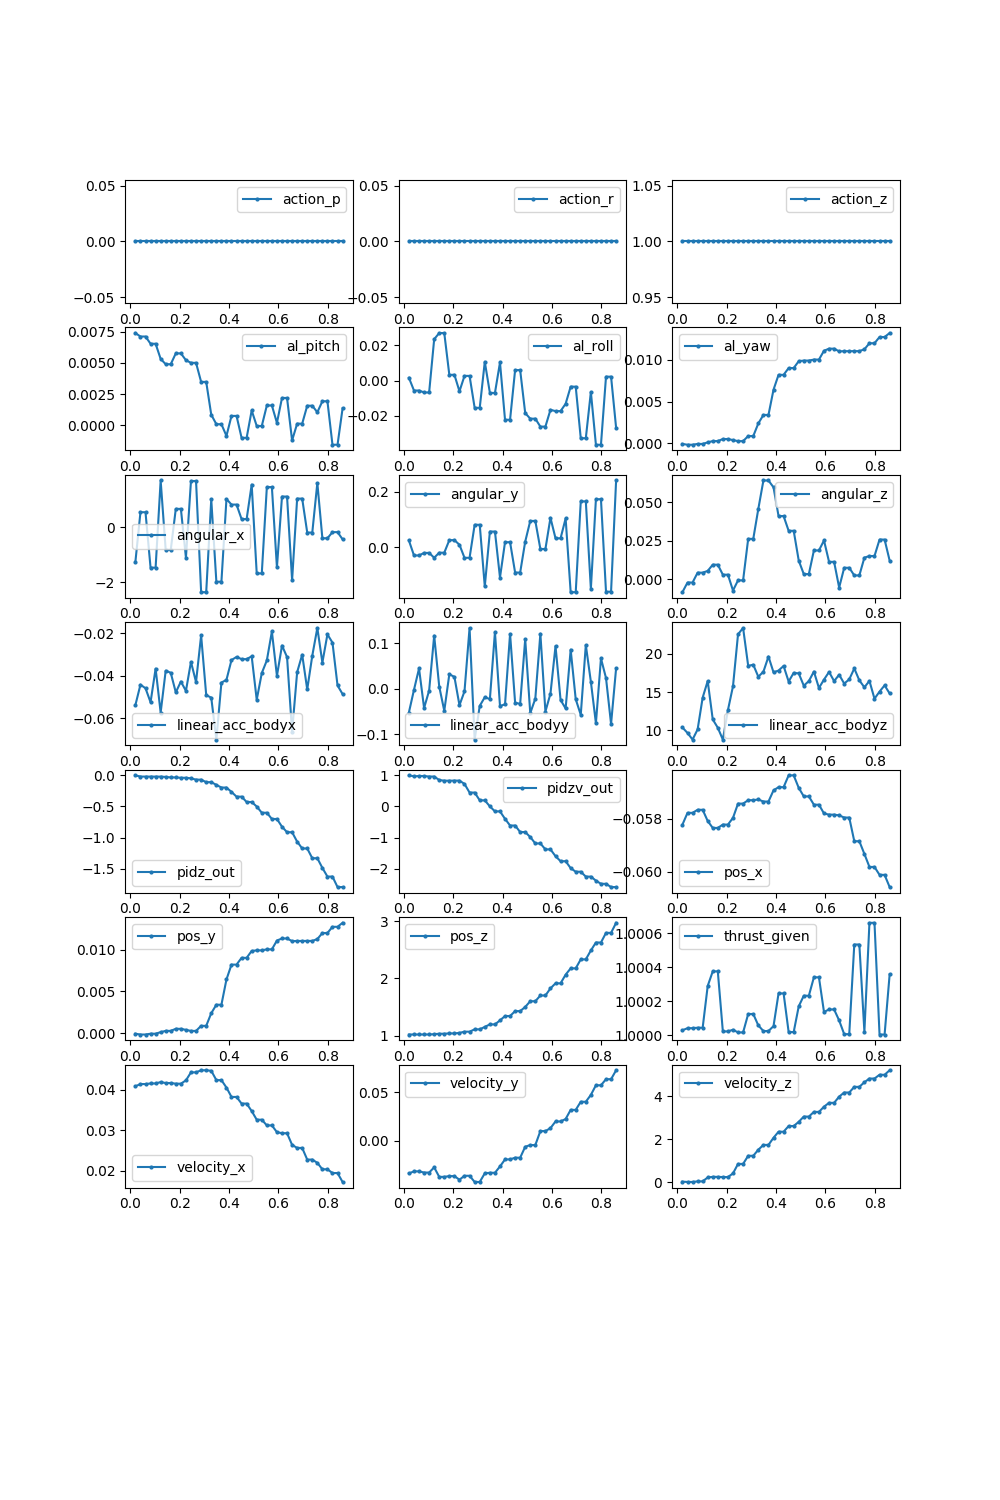 0.05 0.05 1.05
action_p action_r action_z
0.00 0.00 1.00
−0.05 −0.05 0.95
0.0 0.2 0.4 0.6 0.8 0.0 0.2 0.4 0.6 0.8 0.0 0.2 0.4 0.6 0.8
0.0075 al_pitch 0.02 al_roll al_yaw
0.0050 0.00 0.010
0.0025 0.005
0.0000 −0.02 0.000
0.0 0.2 0.4 0.6 0.8 0.0 0.2 0.4 0.6 0.8 0.0 0.2 0.4 0.6 0.8
0.2 angular_y angular_z
0.050
0 angular_x 0.0 0.025
−2 0.000
0.0 0.2 0.4 0.6 0.8 0.0 0.2 0.4 0.6 0.8 0.0 0.2 0.4 0.6 0.8
−0.02 0.1 20
−0.04 0.0 15
−0.06 linear_acc_bodyx −0.1 linear_acc_bodyy 10 linear_acc_bodyz
0.0 0.2 0.4 0.6 0.8 0.0 0.2 0.4 0.6 0.8 0.0 0.2 0.4 0.6 0.8
0.0 1 pidzv_out
−0.5 0 −0.058
−1.0 −1
−1.5 pidz_out −2 −0.060 pos_x
0.0 0.2 0.4 0.6 0.8 0.0 0.2 0.4 0.6 0.8 0.0 0.2 0.4 0.6 0.8
pos_y 3 pos_z 1.0006 thrust_given
0.010 1.0004
0.005 2 1.0002
0.000 1 1.0000
0.0 0.2 0.4 0.6 0.8 0.0 0.2 0.4 0.6 0.8 0.0 0.2 0.4 0.6 0.8
0.04 0.05 velocity_y 4 velocity_z
0.03 0.00 2
0.02 velocity_x 0
0.0 0.2 0.4 0.6 0.8 0.0 0.2 0.4 0.6 0.8 0.0 0.2 0.4 0.6 0.8